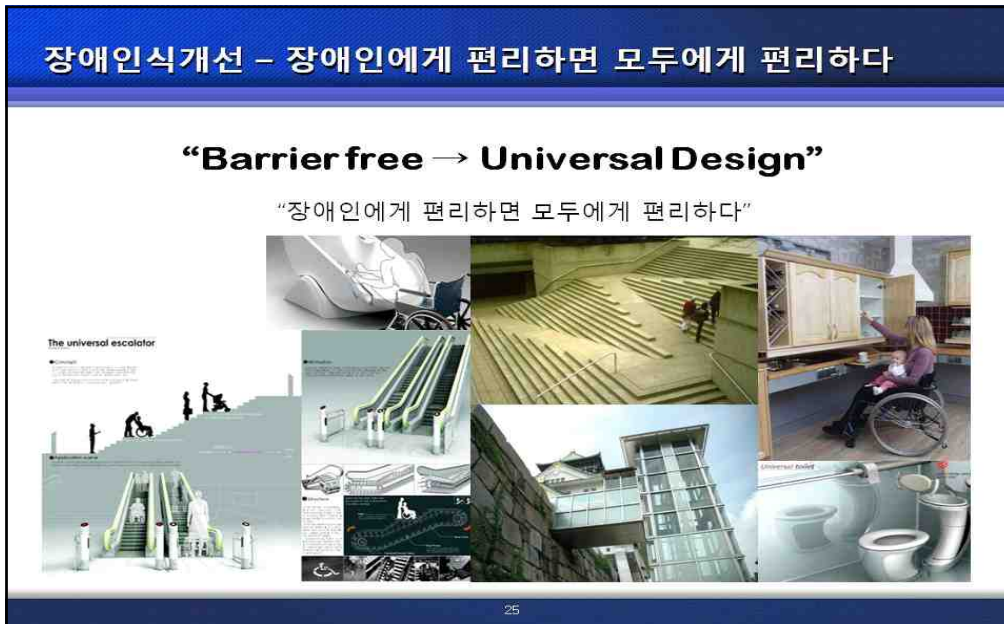 장애인식개선 – 장애인에게 편리하면 모두에게 편리하다
“Barrier free → Universal Design”
“장애인에게 편리하면 모두에게 편리하다”
The universal escalator
■Concept
■Structure
Universal toilet
25